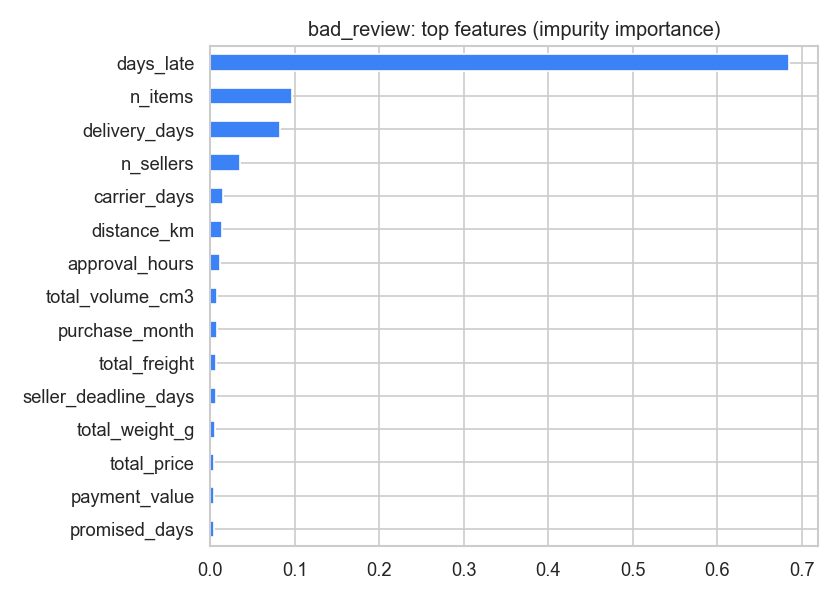 bad_review: top features (impurity importance)
days_late
n_items
delivery_days
n_sellers
carrier_days
distance_km
approval_hours
total_volume_cm3
purchase_month
total_freight
seller_deadline_days
total_weight_g
total_price
payment_value
promised_days
0.0 0.1 0.2 0.3 0.4 0.5 0.6 0.7